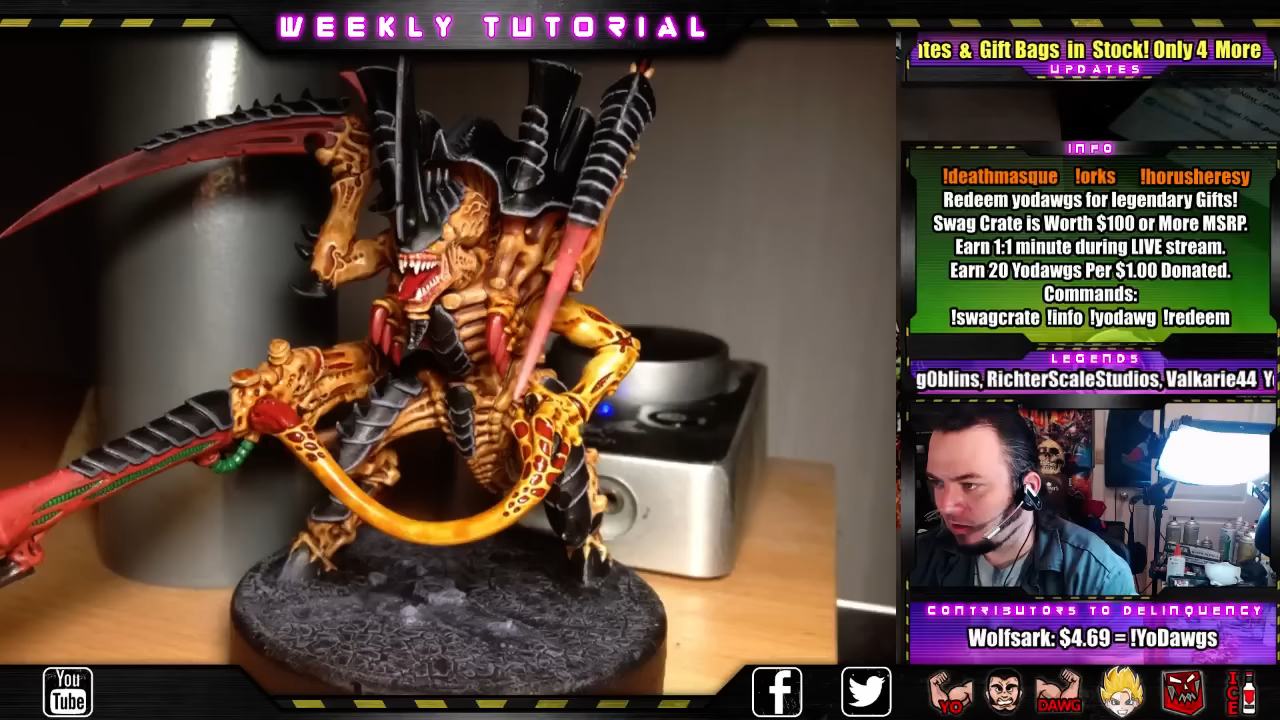 WEEKLY TUTORIAL
& Gift Bags in Stock! Only 4 More
UPDATES
INFO
!deathmasque !orks !horusheresy
Redeem yodawgs for legendary Gifts!
Swag Crate is Worth $100 or More MSRP.
Earn 1:1 minute during LIVE stream.
Earn 20 Yodawgs Per $1.00 Donated.
Commands:
!swagcrate !info !yodawg !redeem
LEGENDS
g0blins, RichterScaleStudios, Valkarie44
CONTRIBUTORS TO DELINQUENCY
Wolfsark: $4.69 = !YoDawgs
You
Tube
YO
DAWG
ICE